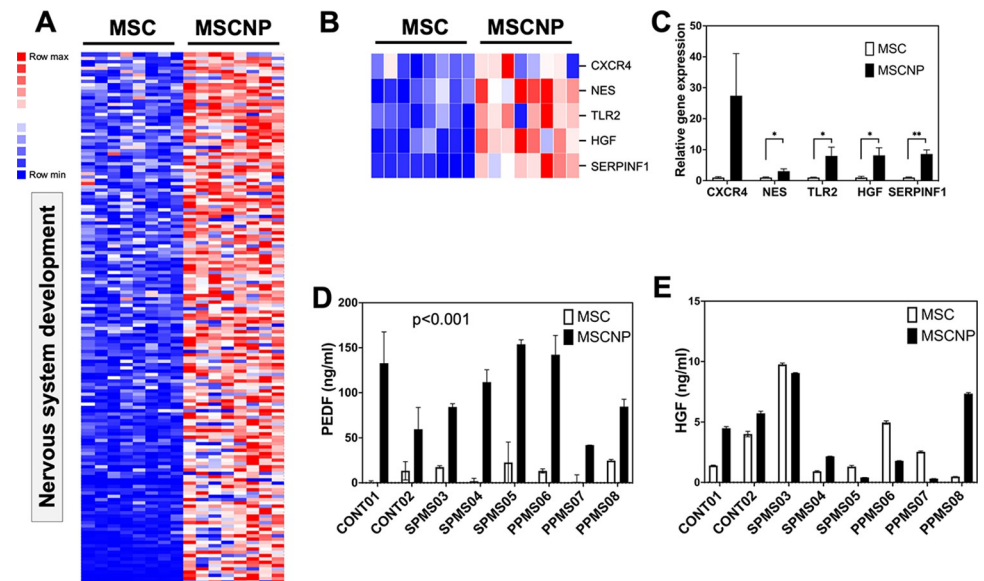 A
MSC MSCNP
Row max
Row min
Nervous system development
B
MSC MSCNP
CXCR4
NES
TLR2
HGF
SERPINF1
C
MSC
MSCNP
Relative gene expression
50
40
30
20
10
0
* * * **
CXCR4 NES TLR2 HGF SERPINF1
D
p<0.001
MSC
MSCNP
PEDF (ng/ml)
200
150
100
50
0
CONT01 CONT02 SPMS03 SPMS04 SPMS05 PPMS06 PPMS07 PPMS08
E
MSC
MSCNP
HGF (ng/ml)
15
10
5
0
CONT01 CONT02 SPMS03 SPMS04 SPMS05 PPMS06 PPMS07 PPMS08